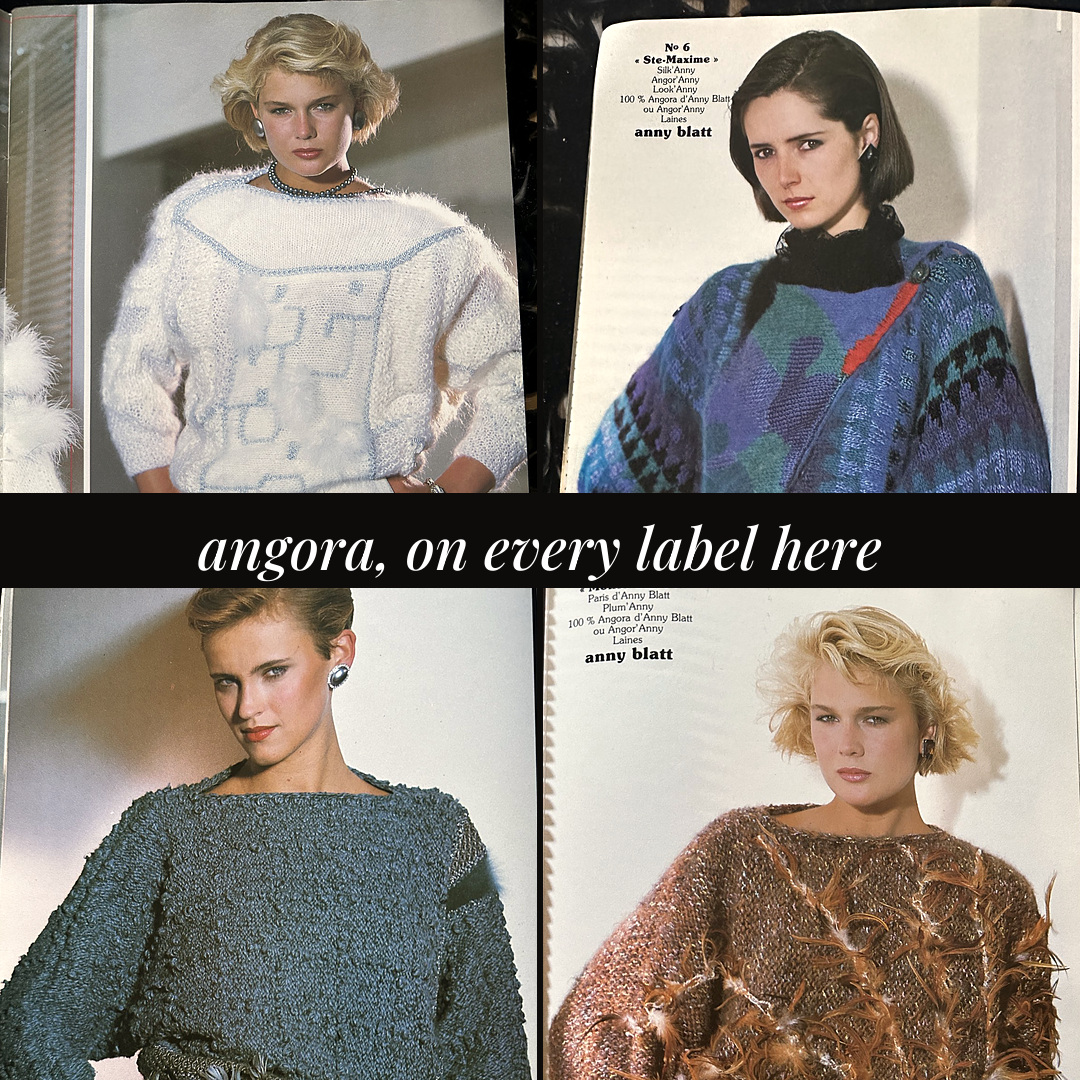 Nº 6
« Ste-Maxime »
Silk'Anny
Angor'Anny
Look'Anny
100 % Angora d'Anny Blatt
ou Angor'Anny
Laines
anny blatt
angora, on every label here
Paris d'Anny Blatt
Plum'Anny
100 % Angora d'Anny Blatt
ou Angor'Anny
Laines
anny blatt